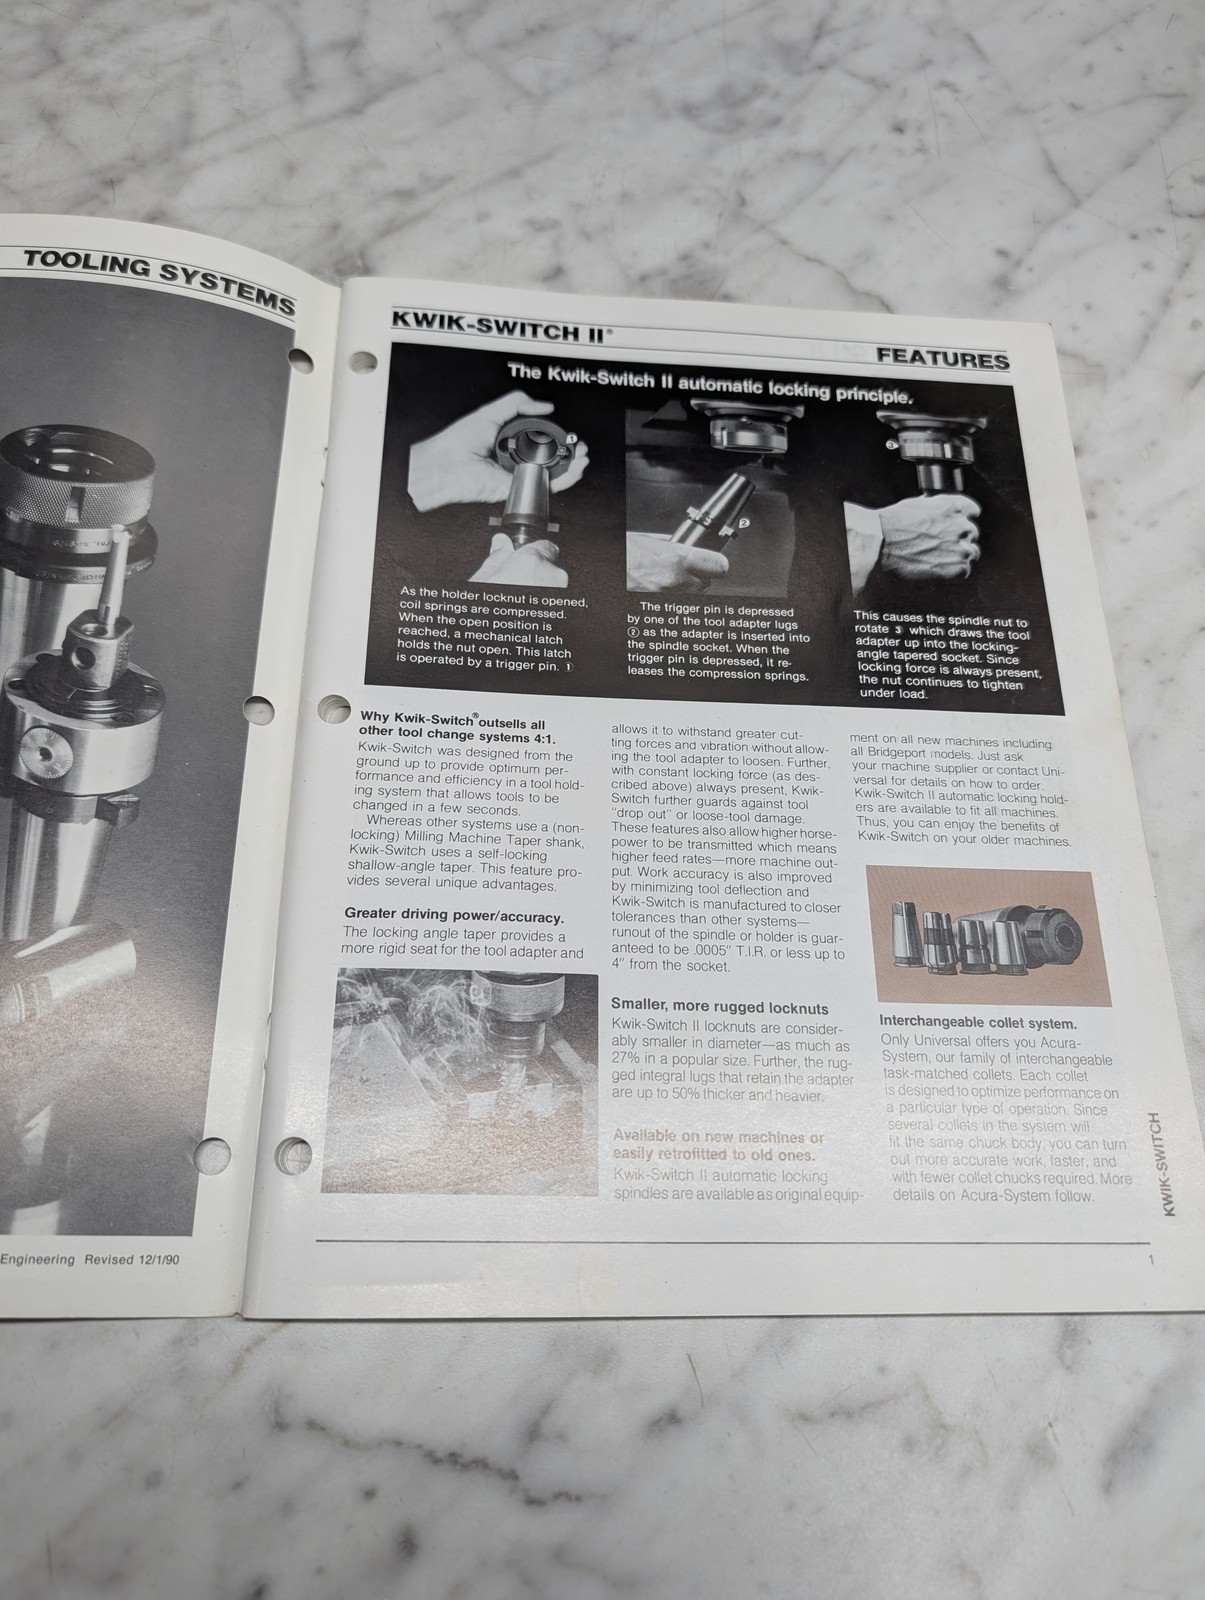 TOOLING SYSTEMS
Engineering Revised 12/1/90
KWIK-SWITCH II®
FEATURES
The Kwik-Switch II automatic locking principle.
1
2
3
As the holder locknut is opened,
coil springs are compressed.
When the open position is
reached, a mechanical latch
holds the nut open. This latch
is operated by a trigger pin. ①
The trigger pin is depressed
by one of the tool adapter lugs
② as the adapter is inserted into
the spindle socket. When the
trigger pin is depressed, it re-
leases the compression springs.
This causes the spindle nut to
rotate ③ which draws the tool
adapter up into the locking-
angle tapered socket. Since
locking force is always present,
the nut continues to tighten
under load.
Why Kwik-Switch® outsells all
other tool change systems 4:1.
Kwik-Switch was designed from the
ground up to provide optimum per-
formance and efficiency in a tool hold-
ing system that allows tools to be
changed in a few seconds.
Whereas other systems use a (non-
locking) Milling Machine Taper shank,
Kwik-Switch uses a self-locking
shallow-angle taper. This feature pro-
vides several unique advantages.
Greater driving power/accuracy.
The locking angle taper provides a
more rigid seat for the tool adapter and
allows it to withstand greater cut-
ting forces and vibration without allow-
ing the tool adapter to loosen. Further,
with constant locking force (as des-
cribed above) always present, Kwik-
Switch further guards against tool
"drop out" or loose-tool damage.
These features also allow higher horse-
power to be transmitted which means
higher feed rates—more machine out-
put. Work accuracy is also improved
by minimizing tool deflection and
Kwik-Switch is manufactured to closer
tolerances than other systems—
runout of the spindle or holder is guar-
anteed to be .0005" T.I.R. or less up to
4" from the socket.
Smaller, more rugged locknuts
Kwik-Switch II locknuts are consider-
ably smaller in diameter—as much as
27% in a popular size. Further, the rug-
ged integral lugs that retain the adapter
are up to 50% thicker and heavier.
Available on new machines or
easily retrofitted to old ones.
Kwik-Switch II automatic locking
spindles are available as original equip-
ment on all new machines including
all Bridgeport models. Just ask
your machine supplier or contact Uni-
versal for details on how to order.
Kwik-Switch II automatic locking hold-
ers are available to fit all machines.
Thus, you can enjoy the benefits of
Kwik-Switch on your older machines.
Interchangeable collet system.
Only Universal offers you Acura-
System, our family of interchangeable
task-matched collets. Each collet
is designed to optimize performance on
a particular type of operation. Since
several collets in the system will
fit the same chuck body, you can turn
out more accurate work, faster, and
with fewer collet chucks required. More
details on Acura-System follow.
KWIK-SWITCH
1